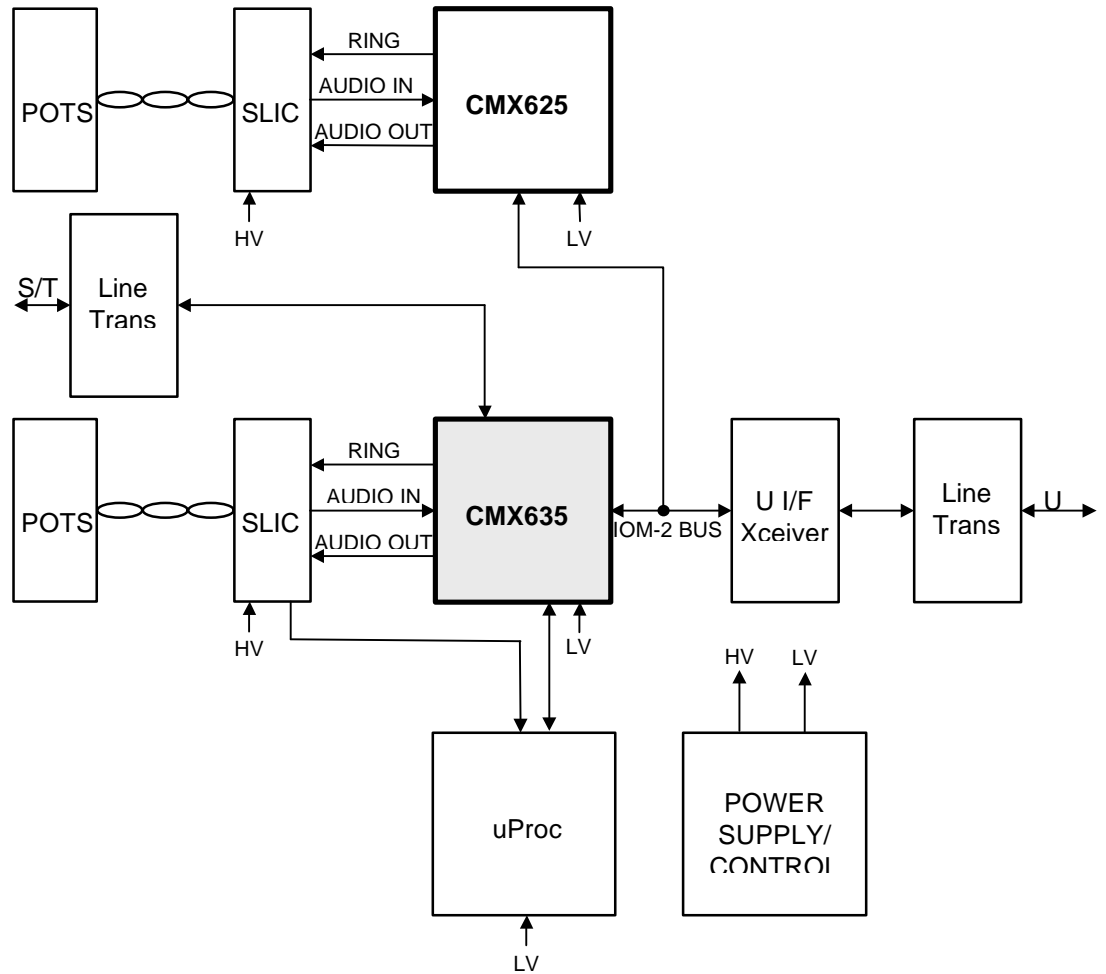 RING
AUDIO IN
AUDIO OUT
POTS
SLIC
CMX625
HV
LV
S/T
Line
Trans
RING
AUDIO IN
AUDIO OUT
POTS
SLIC
CMX635
IOM-2 BUS
U I/F
Xceiver
Line
Trans
U
HV
LV
HV
LV
uProc
POWER
SUPPLY/
CONTROL
LV